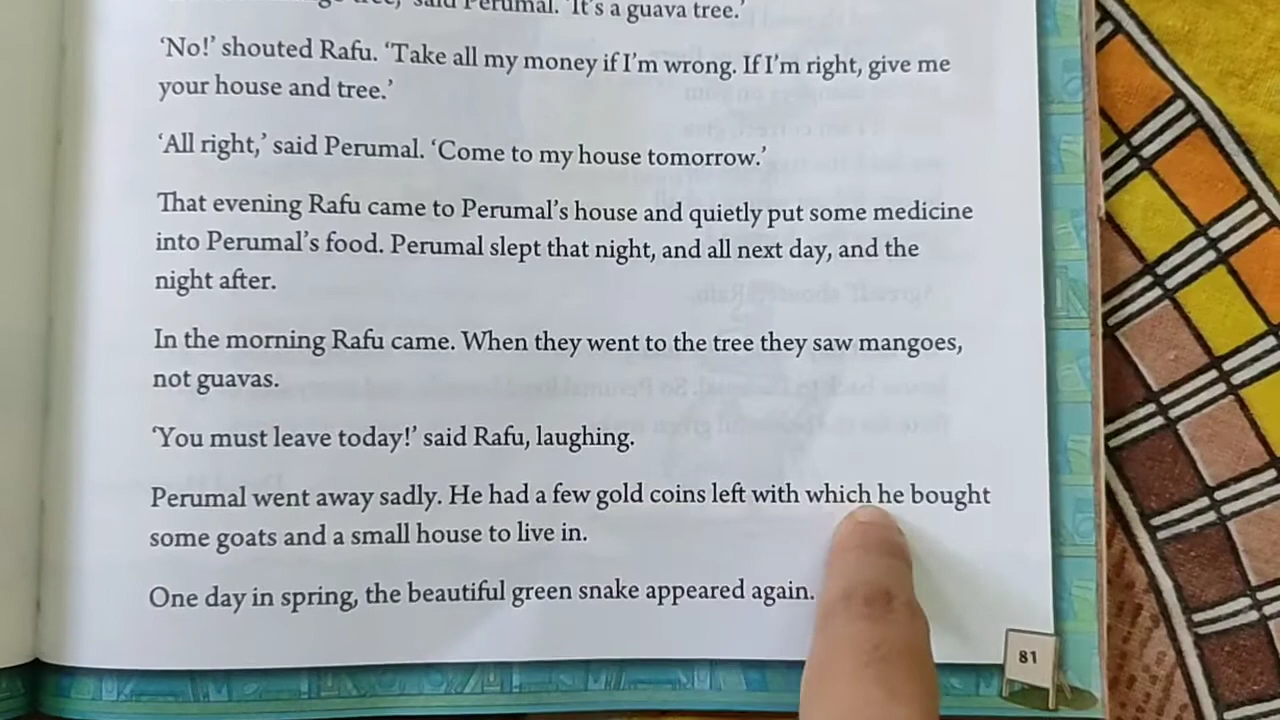 said Perumal. ‘It's a guava tree.’
‘No!’ shouted Rafu. ‘Take all my money if I'm wrong. If I'm right, give me
your house and tree.’
‘All right,’ said Perumal. ‘Come to my house tomorrow.’
That evening Rafu came to Perumal's house and quietly put some medicine
into Perumal's food. Perumal slept that night, and all next day, and the
night after.
In the morning Rafu came. When they went to the tree they saw mangoes,
not guavas.
‘You must leave today!’ said Rafu, laughing.
Perumal went away sadly. He had a few gold coins left with which he bought
some goats and a small house to live in.
One day in spring, the beautiful green snake appeared again.
81